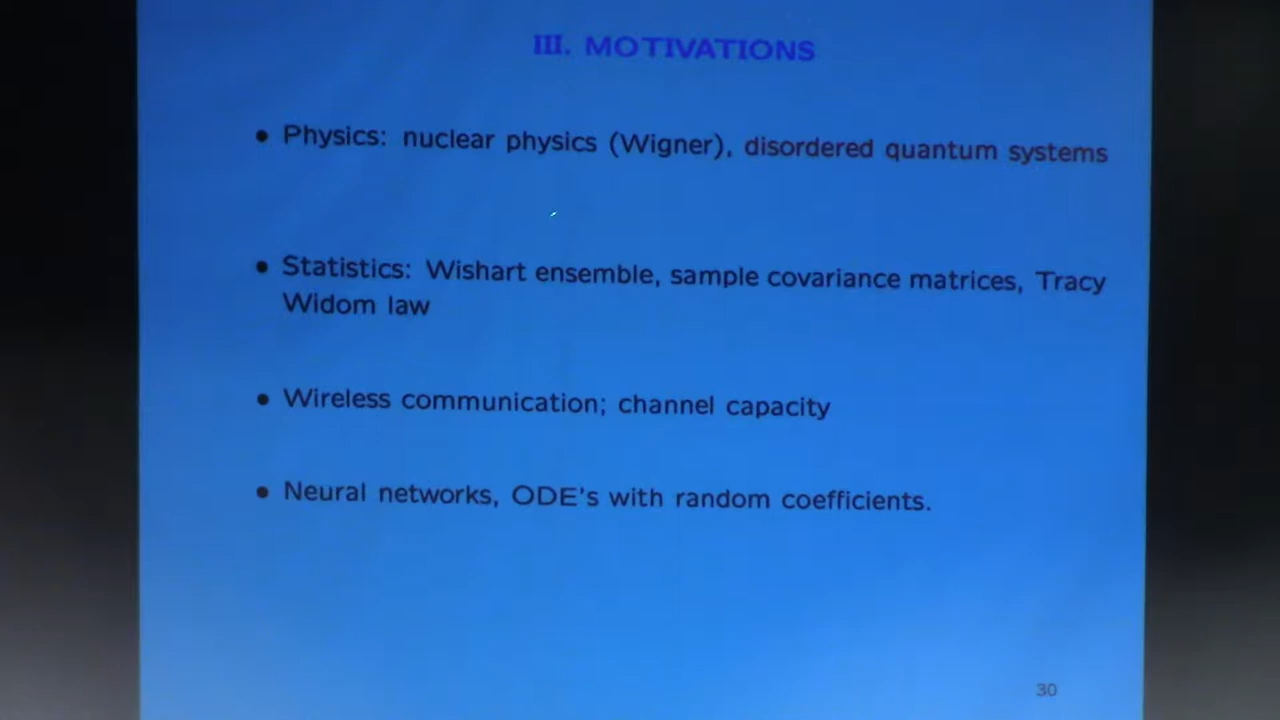 III. MOTIVATIONS
• Physics: nuclear physics (Wigner), disordered quantum systems
• Statistics: Wishart ensemble, sample covariance matrices, Tracy
Widom law
• Wireless communication; channel capacity
• Neural networks, ODE's with random coefficients.
30